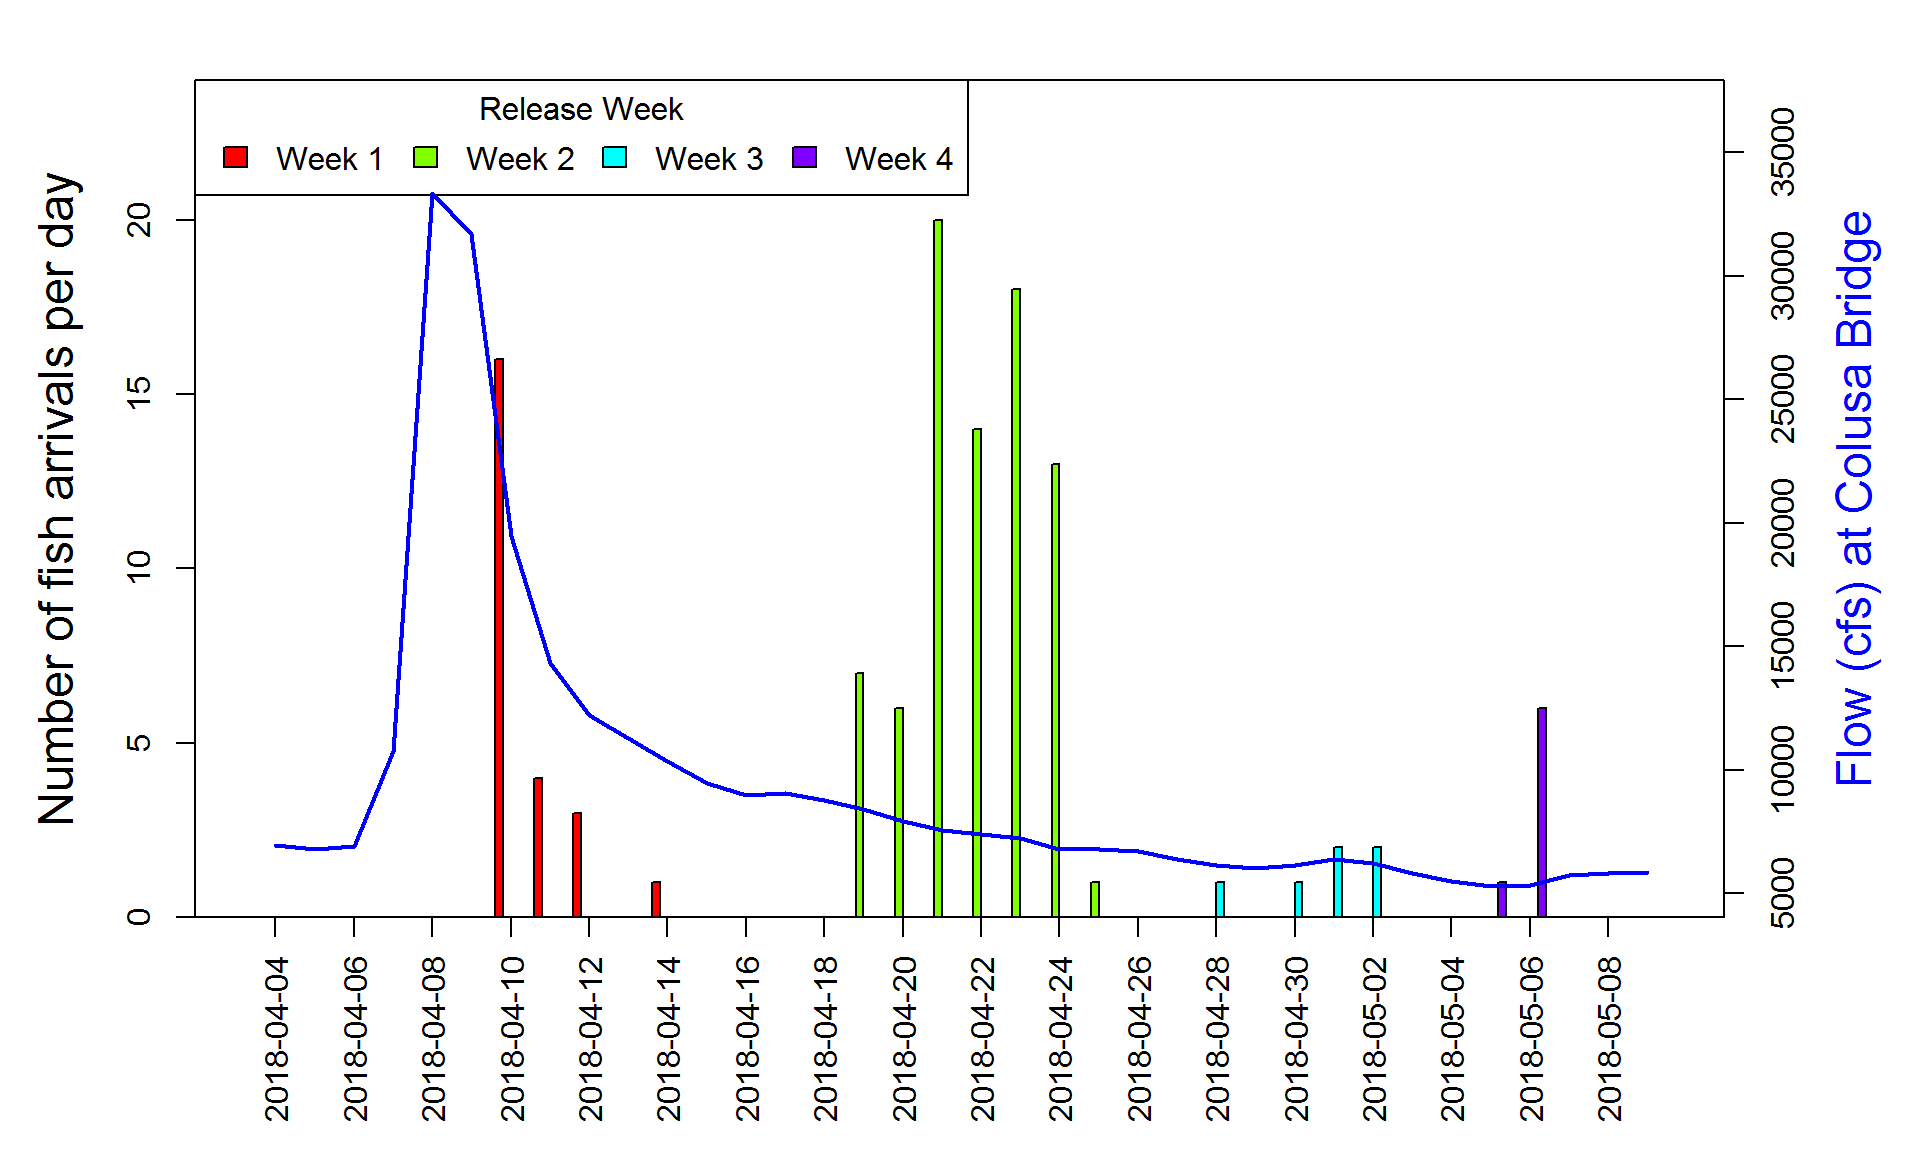 Release Week
Week 1 Week 2 Week 3 Week 4
Number of fish arrivals per day
0 5 10 15 20
5000 10000 15000 20000 25000 30000 35000
Flow (cfs) at Colusa Bridge
2018-04-04 2018-04-06 2018-04-08 2018-04-10 2018-04-12 2018-04-14 2018-04-16 2018-04-18 2018-04-20 2018-04-22 2018-04-24 2018-04-26 2018-04-28 2018-04-30 2018-05-02 2018-05-04 2018-05-06 2018-05-08